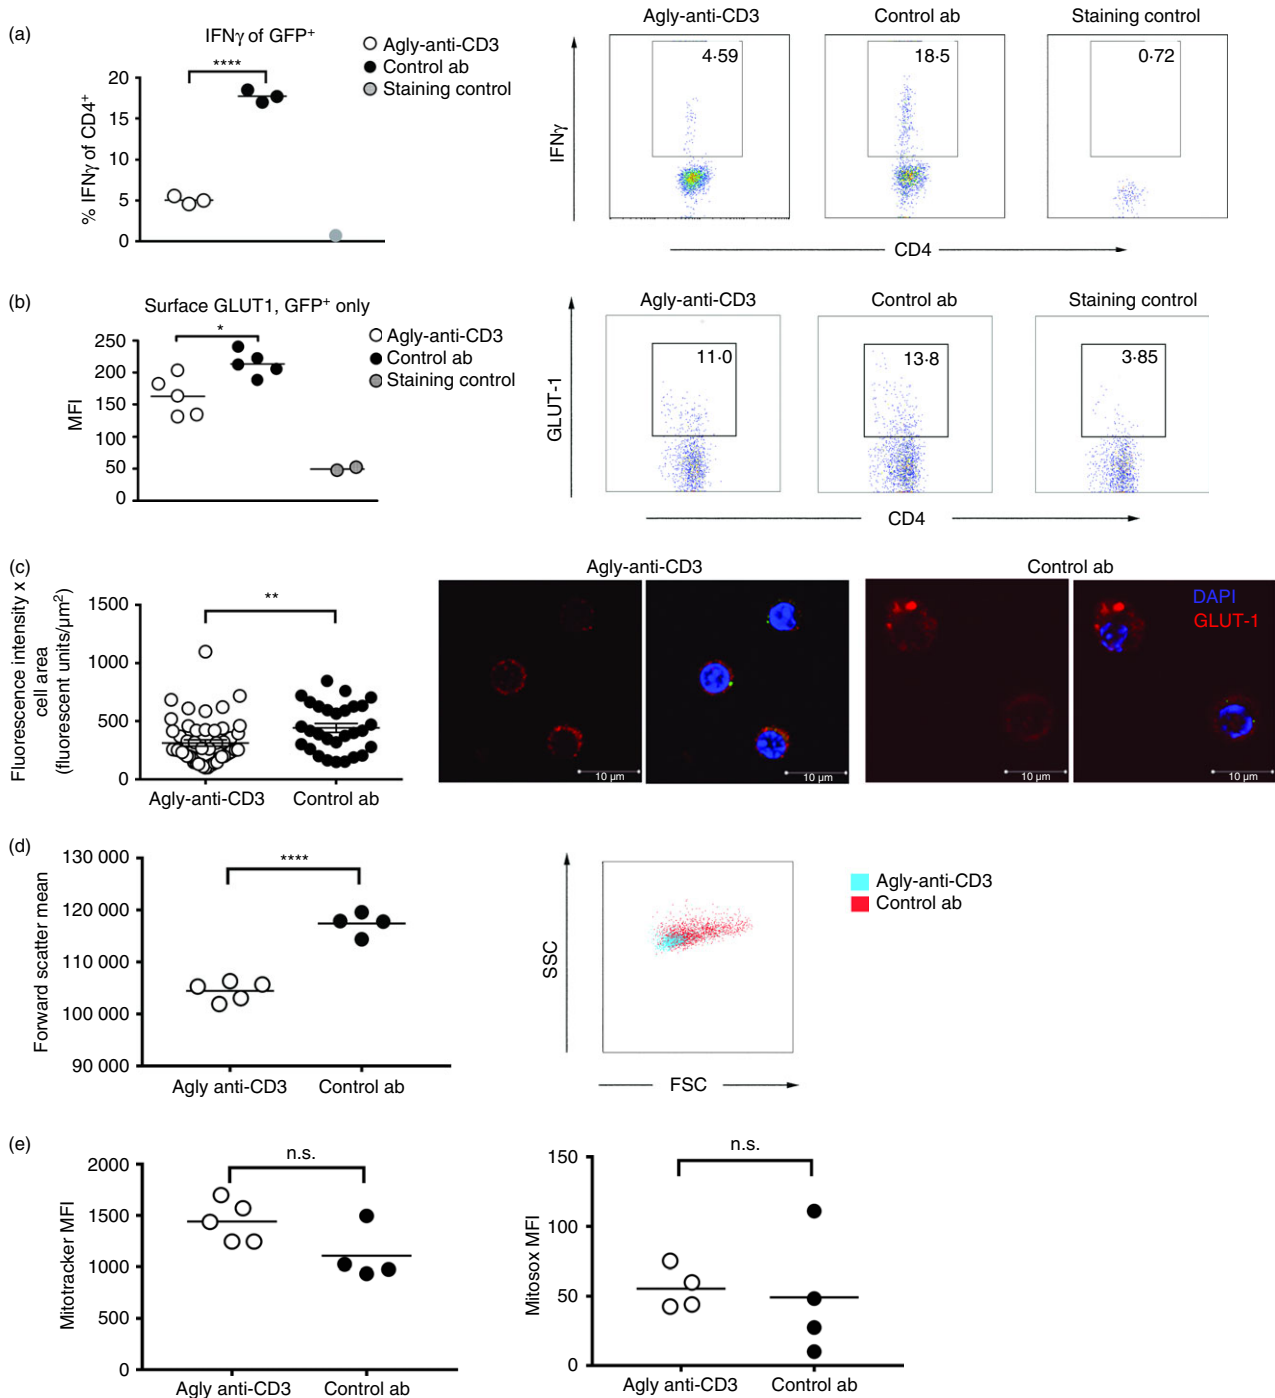 (a)
IFNγ of GFP⁺
Agly-anti-CD3
Control ab
Staining control
****
% IFNγ of CD4⁺
20
15
10
5
0
Agly-anti-CD3
Control ab
Staining control
4·59
18·5
0·72
IFNγ
CD4
(b)
Surface GLUT1, GFP⁺ only
Agly-anti-CD3
Control ab
Staining control
*
MFI
250
200
150
100
50
0
Agly-anti-CD3
Control ab
Staining control
11·0
13·8
3·85
GLUT-1
CD4
(c)
Fluorescence intensity x
cell area
(fluorescent units/μm²)
1500
1000
500
0
**
Agly-anti-CD3
Control ab
Agly-anti-CD3
Control ab
DAPI
GLUT-1
10 μm
10 μm
10 μm
10 μm
(d)
Forward scatter mean
130 000
120 000
110 000
100 000
90 000
****
Agly anti-CD3
Control ab
SSC
FSC
Agly-anti-CD3
Control ab
(e)
Mitotracker MFI
2000
1500
1000
500
0
n.s.
Agly anti-CD3
Control ab
Mitosox MFI
150
100
50
0
n.s.
Agly anti-CD3
Control ab